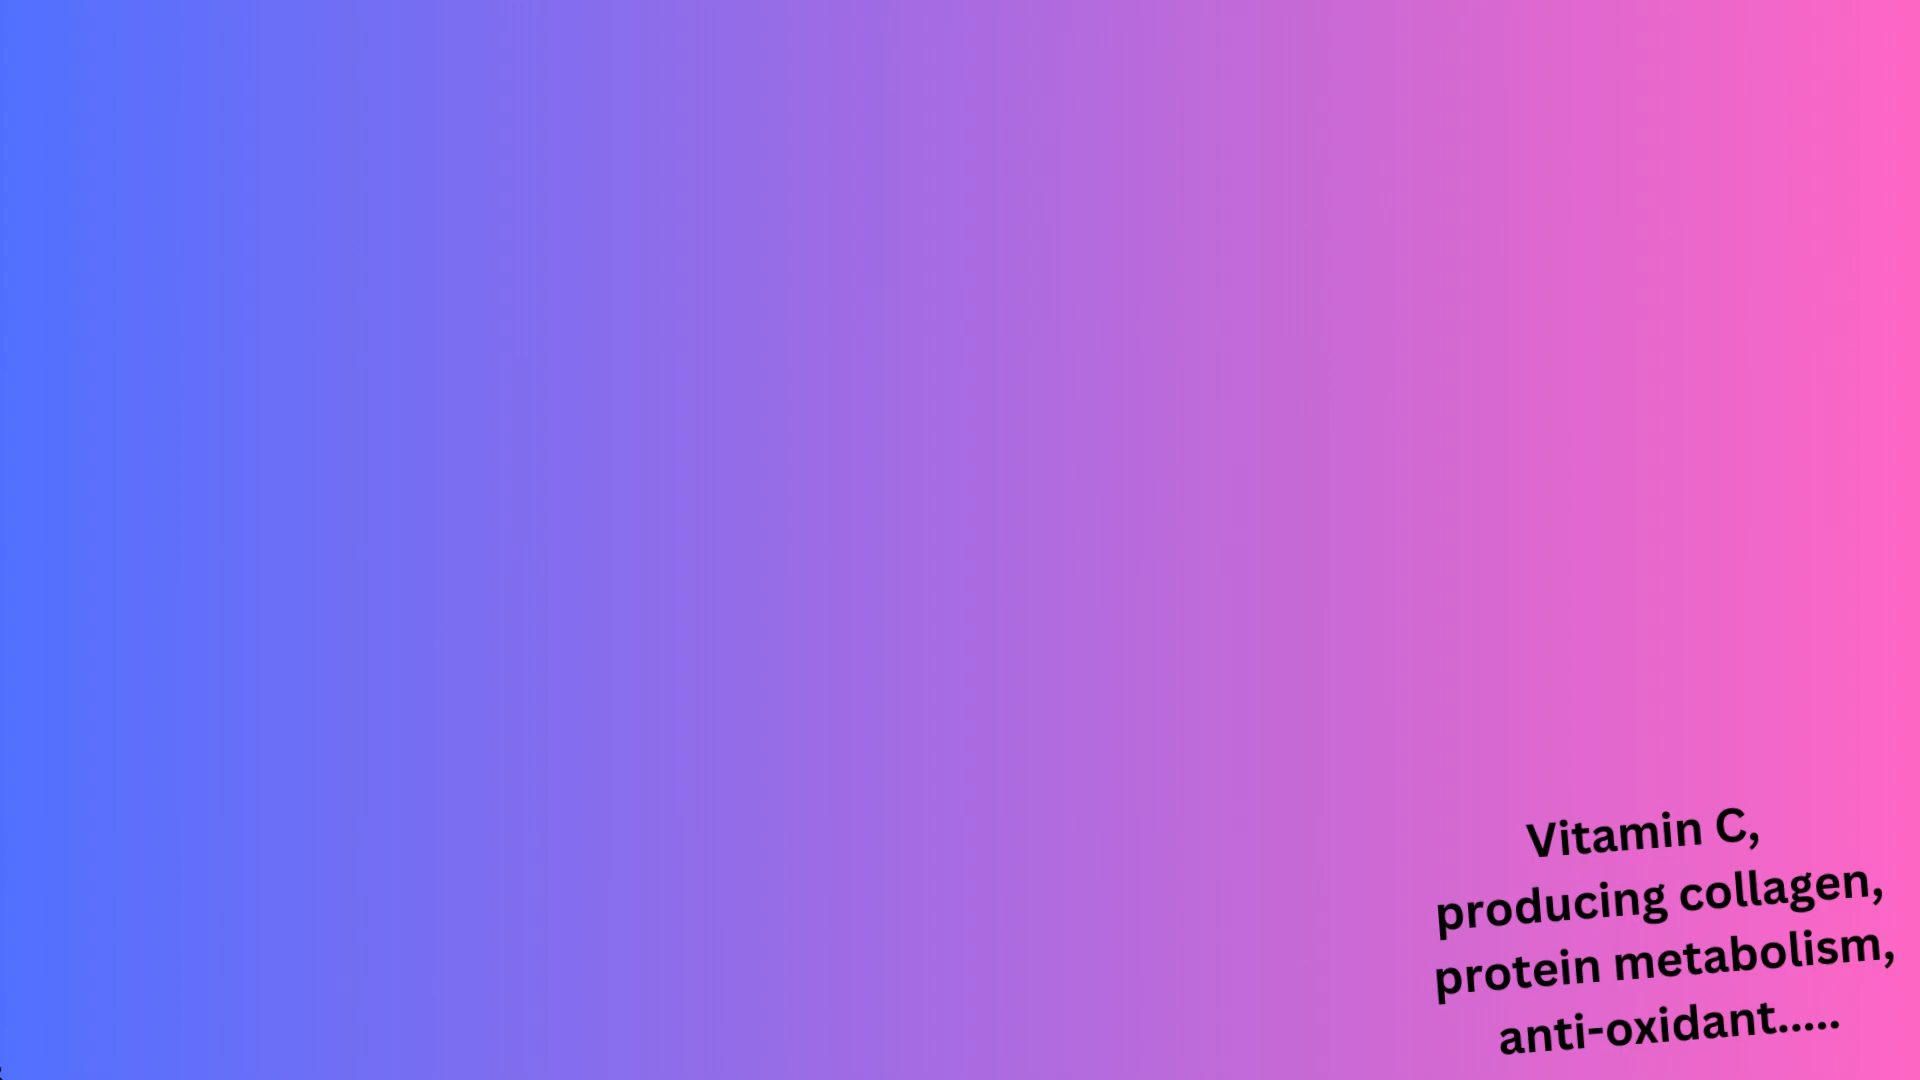 Vitamin C,
producing collagen,
protein metabolism,
anti-oxidant.....